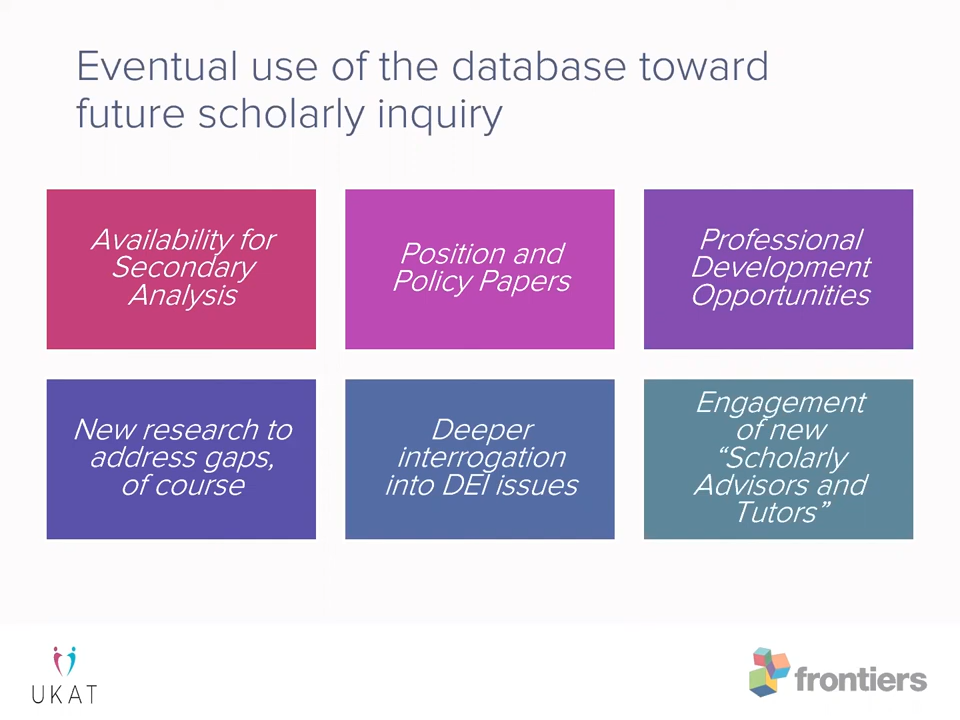 Eventual use of the database toward
future scholarly inquiry
Availability for
Secondary
Analysis
Position and
Policy Papers
Professional
Development
Opportunities
New research to
address gaps,
of course
Deeper
interrogation
into DEI issues
Engagement
of new
“Scholarly
Advisors and
Tutors”
UKAT
frontiers